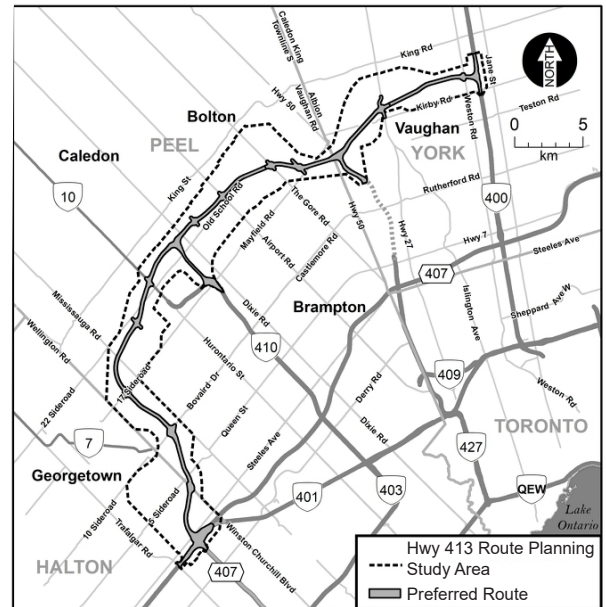 Caledon King
Townline S
King Rd
Jane St
NORTH
Hwy 50
Albion
Vaughan Rd
Kirby Rd
Weston Rd
Teston Rd
Bolton
Vaughan
0 5
km
PEEL
YORK
Caledon
King St
Old School Rd
The Gore Rd
Rutherford Rd
10
400
Mayfield Rd
Airport Rd
Castlemore Rd
Hwy 50
Hwy 27
Hwy 7
Steeles Ave
407
Mississauga Rd
Brampton
Islington Ave
Sheppard Ave W
Wellington Rd
Dixie Rd
410
Hurontario St
409
22 Sideroad
17 Sideroad
Bovaird Dr
Derry Rd
Weston Rd
Queen St
Dixie Rd
TORONTO
7
Steeles Ave
427
Georgetown
401
403
QEW
10 Sideroad
5 Sideroad
Lake
Ontario
Trafalgar Rd
Winston Churchill Blvd
HALTON
407
Hwy 413 Route Planning
Study Area
Preferred Route